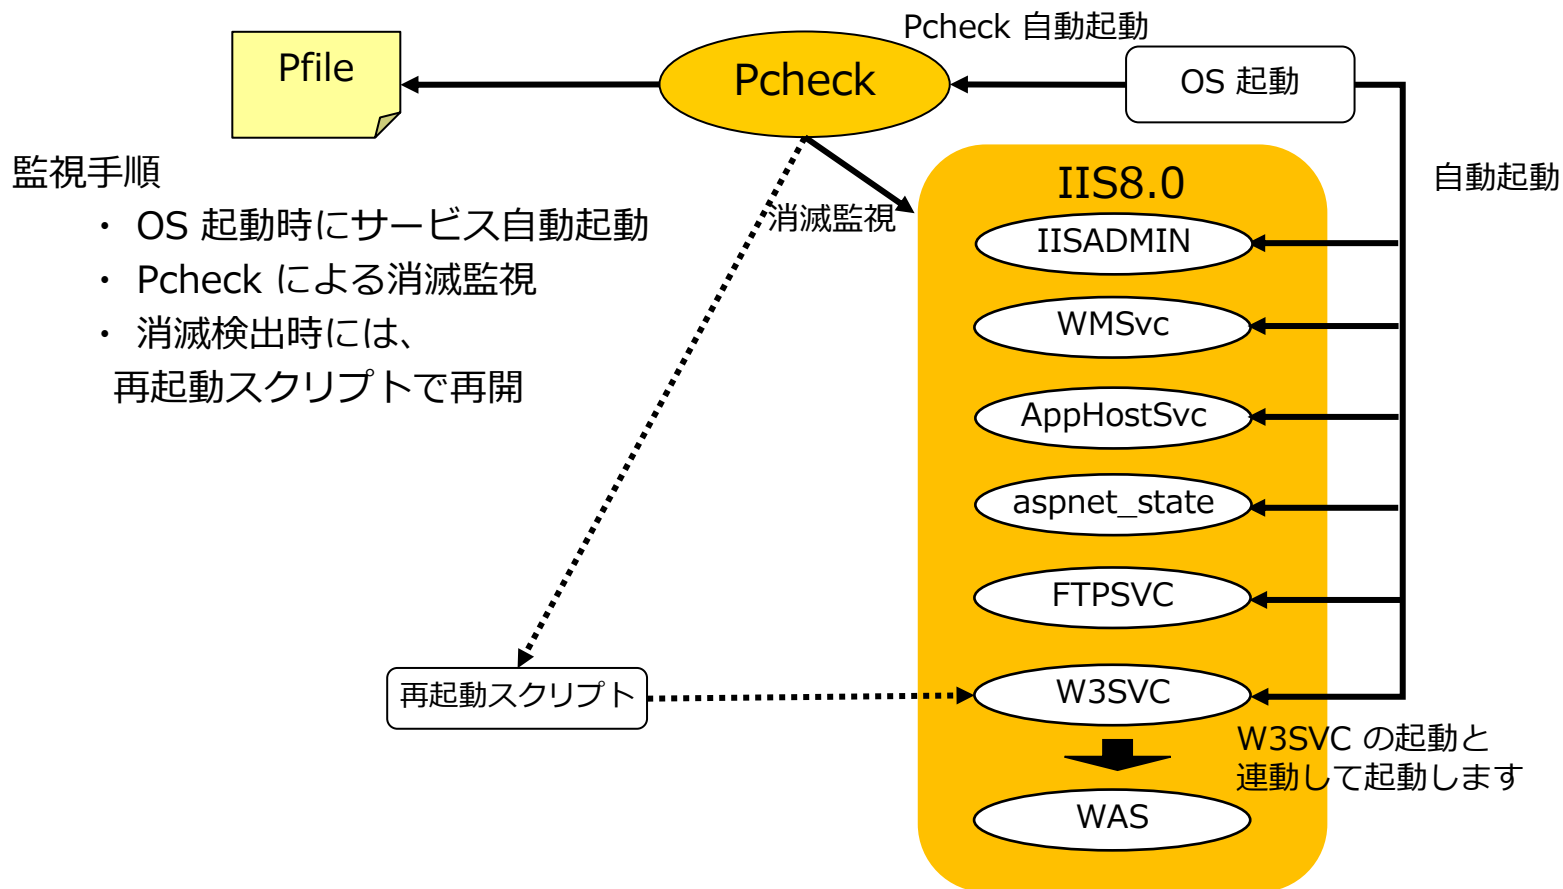 Pcheck 自動起動
Pfile
Pcheck
OS 起動
監視手順
・ OS 起動時にサービス自動起動
・ Pcheck による消滅監視
・ 消滅検出時には、
再起動スクリプトで再開
消滅監視
IIS8.0
自動起動
IISADMIN
WMSvc
AppHostSvc
aspnet_state
FTPSVC
再起動スクリプト
W3SVC
W3SVC の起動と
連動して起動します
WAS